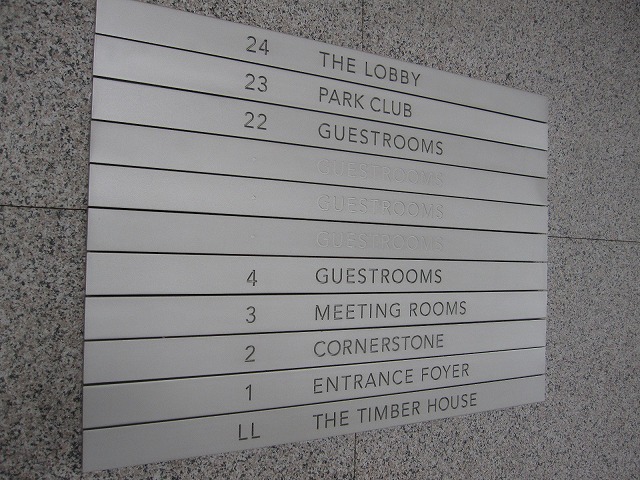 24 THE LOBBY
23 PARK CLUB
22 GUESTROOMS
· GUESTROOMS
: GUESTROOMS
· GUESTROOMS
4 GUESTROOMS
3 MEETING ROOMS
2 CORNERSTONE
1 ENTRANCE FOYER
LL THE TIMBER HOUSE